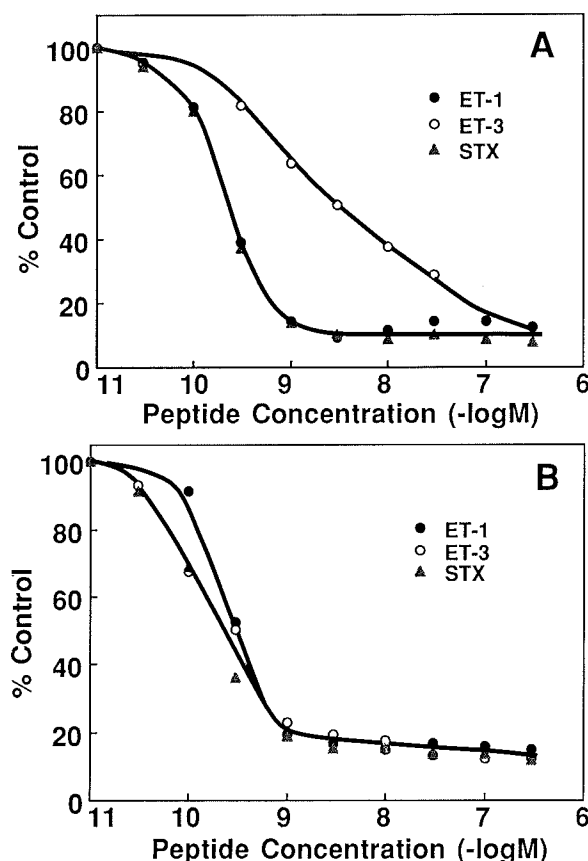 A
100
80
60
40
20
0
% Control
ET-1
ET-3
STX
11 10 9 8 7 6
Peptide Concentration (-logM)
B
100
80
60
40
20
0
% Control
ET-1
ET-3
STX
11 10 9 8 7 6
Peptide Concentration (-logM)